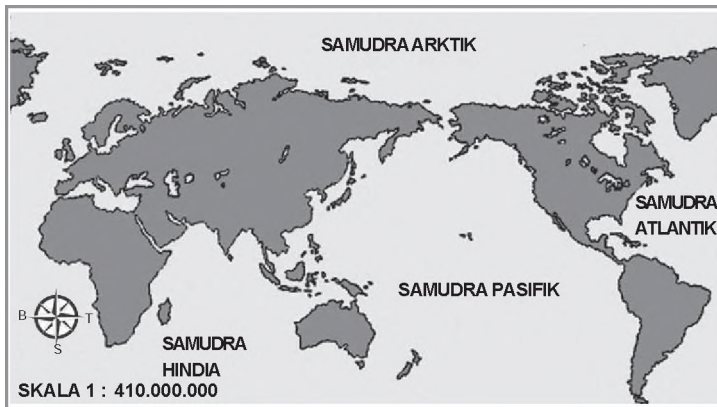 SAMUDRA ARKTIK
SAMUDRA
ATLANTIK
SAMUDRA PASIFIK
B
T
S
SAMUDRA
HINDIA
SKALA 1 : 410.000.000